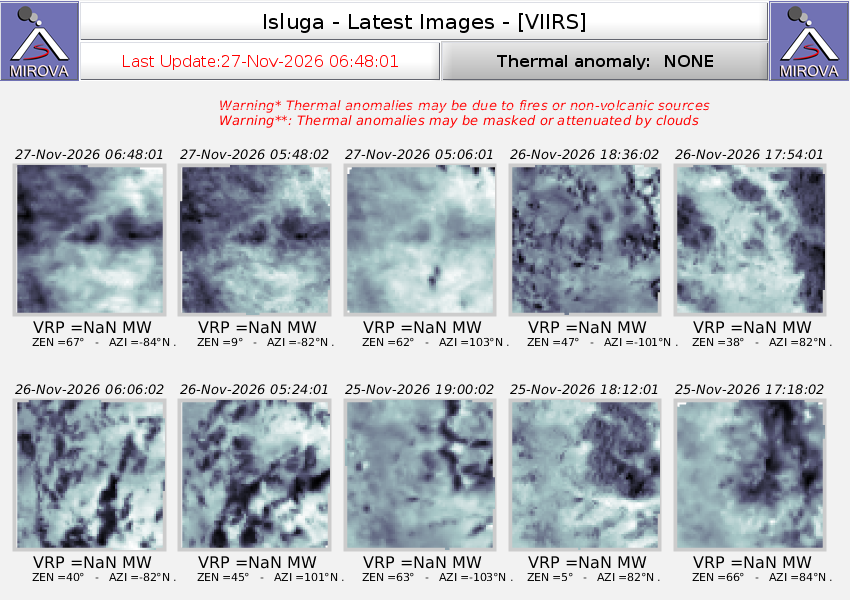 Isluga - Latest Images - [VIIRS]
MIROVA
Last Update:27-Nov-2026 06:48:01
Thermal anomaly: NONE
MIROVA
Warning* Thermal anomalies may be due to fires or non-volcanic sources
Warning**: Thermal anomalies may be masked or attenuated by clouds
27-Nov-2026 06:48:01 27-Nov-2026 05:48:02 27-Nov-2026 05:06:01 26-Nov-2026 18:36:02 26-Nov-2026 17:54:01
VRP =NaN MW VRP =NaN MW VRP =NaN MW VRP =NaN MW VRP =NaN MW
ZEN =67° - AZI =-84°N . ZEN =9° - AZI =-82°N . ZEN =62° - AZI =103°N . ZEN =47° - AZI =-101°N . ZEN =38° - AZI =82°N .
26-Nov-2026 06:06:02 26-Nov-2026 05:24:01 25-Nov-2026 19:00:02 25-Nov-2026 18:12:01 25-Nov-2026 17:18:02
VRP =NaN MW VRP =NaN MW VRP =NaN MW VRP =NaN MW VRP =NaN MW
ZEN =40° - AZI =-82°N . ZEN =45° - AZI =101°N . ZEN =63° - AZI =-103°N . ZEN =5° - AZI =82°N . ZEN =66° - AZI =84°N .